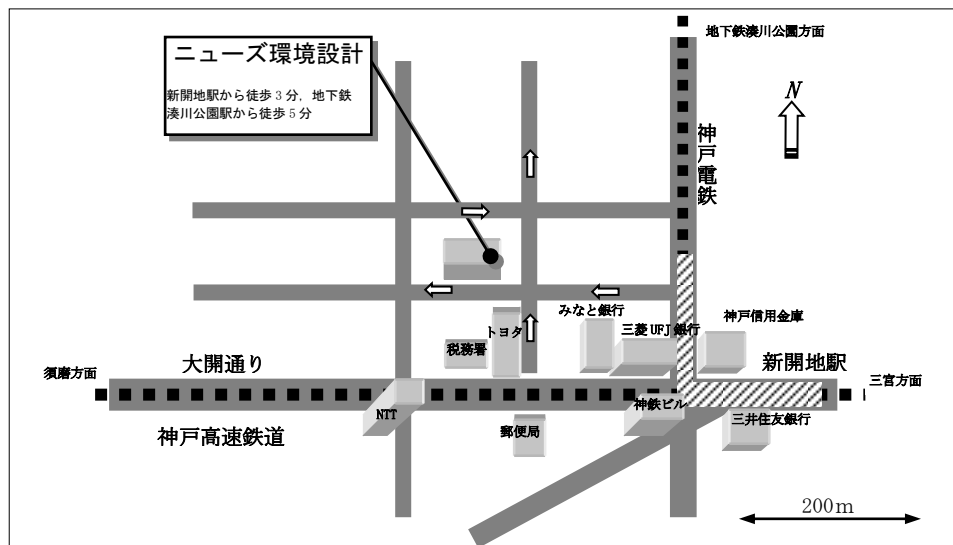 地下鉄湊川公園方面
ニューズ環境設計
新開地駅から徒歩3分，地下鉄
湊川公園駅から徒歩5分
N
神戸電鉄
みなと銀行
神戸信用金庫
トヨタ
三菱UFJ銀行
税務署
大開通り
新開地駅
須磨方面
三宮方面
NTT
神鉄ビル
三井住友銀行
郵便局
神戸高速鉄道
200m